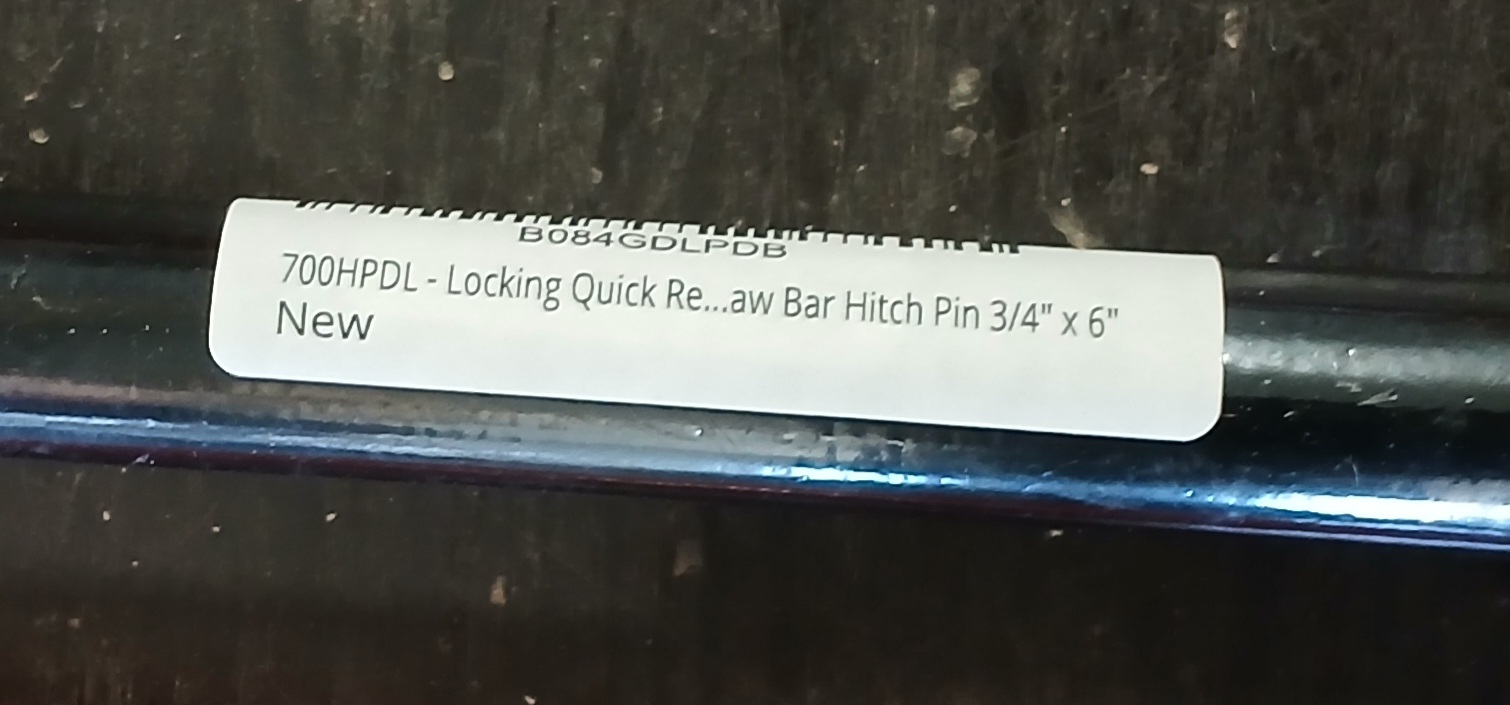 B084GDLPDB
700HPDL - Locking Quick Re...aw Bar Hitch Pin 3/4" x 6"
New